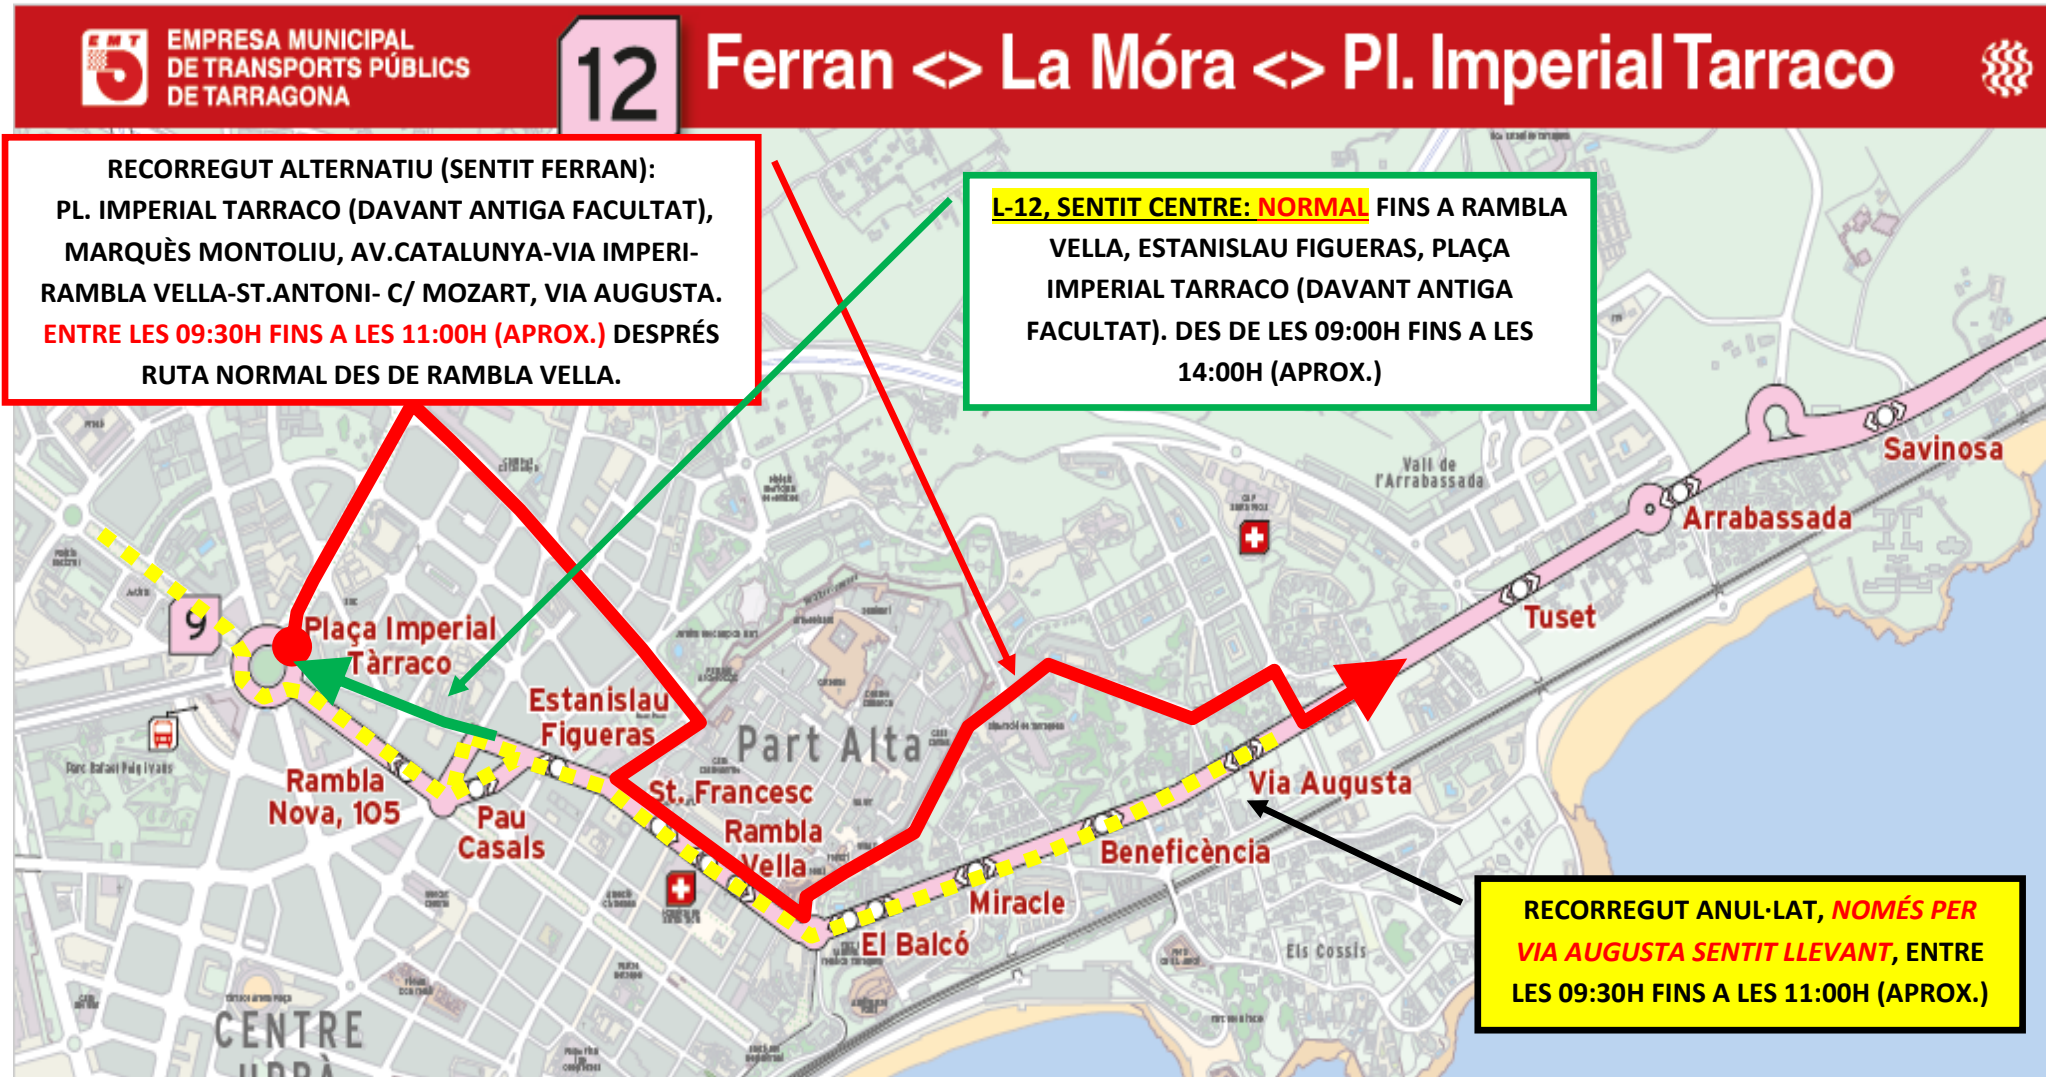 EMT
EMPRESA MUNICIPAL
DE TRANSPORTS PÚBLICS
DE TARRAGONA
12
Ferran <> La Móra <> Pl. Imperial Tarraco
RECORREGUT ALTERNATIU (SENTIT FERRAN):
PL. IMPERIAL TARRACO (DAVANT ANTIGA FACULTAT),
MARQUÈS MONTOLIU, AV.CATALUNYA-VIA IMPERI-
RAMBLA VELLA-ST.ANTONI- C/ MOZART, VIA AUGUSTA.
ENTRE LES 09:30H FINS A LES 11:00H (APROX.) DESPRÉS
RUTA NORMAL DES DE RAMBLA VELLA.
L-12, SENTIT CENTRE: NORMAL FINS A RAMBLA
VELLA, ESTANISLAU FIGUERAS, PLAÇA
IMPERIAL TARRACO (DAVANT ANTIGA
FACULTAT). DES DE LES 09:00H FINS A LES
14:00H (APROX.)
Savinosa
Vall de
l'Arrabassada
Arrabassada
Tuset
9
Plaça Imperial
Tàrraco
Estanislau
Figueras
Part Alta
Parc Rafael Puig i Valls
Rambla
Nova, 105
Pau
Casals
St. Francesc
Rambla
Vella
Via Augusta
Beneficència
Miracle
El Balcó
Els Cossis
RECORREGUT ANUL·LAT, NOMÉS PER
VIA AUGUSTA SENTIT LLEVANT, ENTRE
LES 09:30H FINS A LES 11:00H (APROX.)
CENTRE
URBÀ